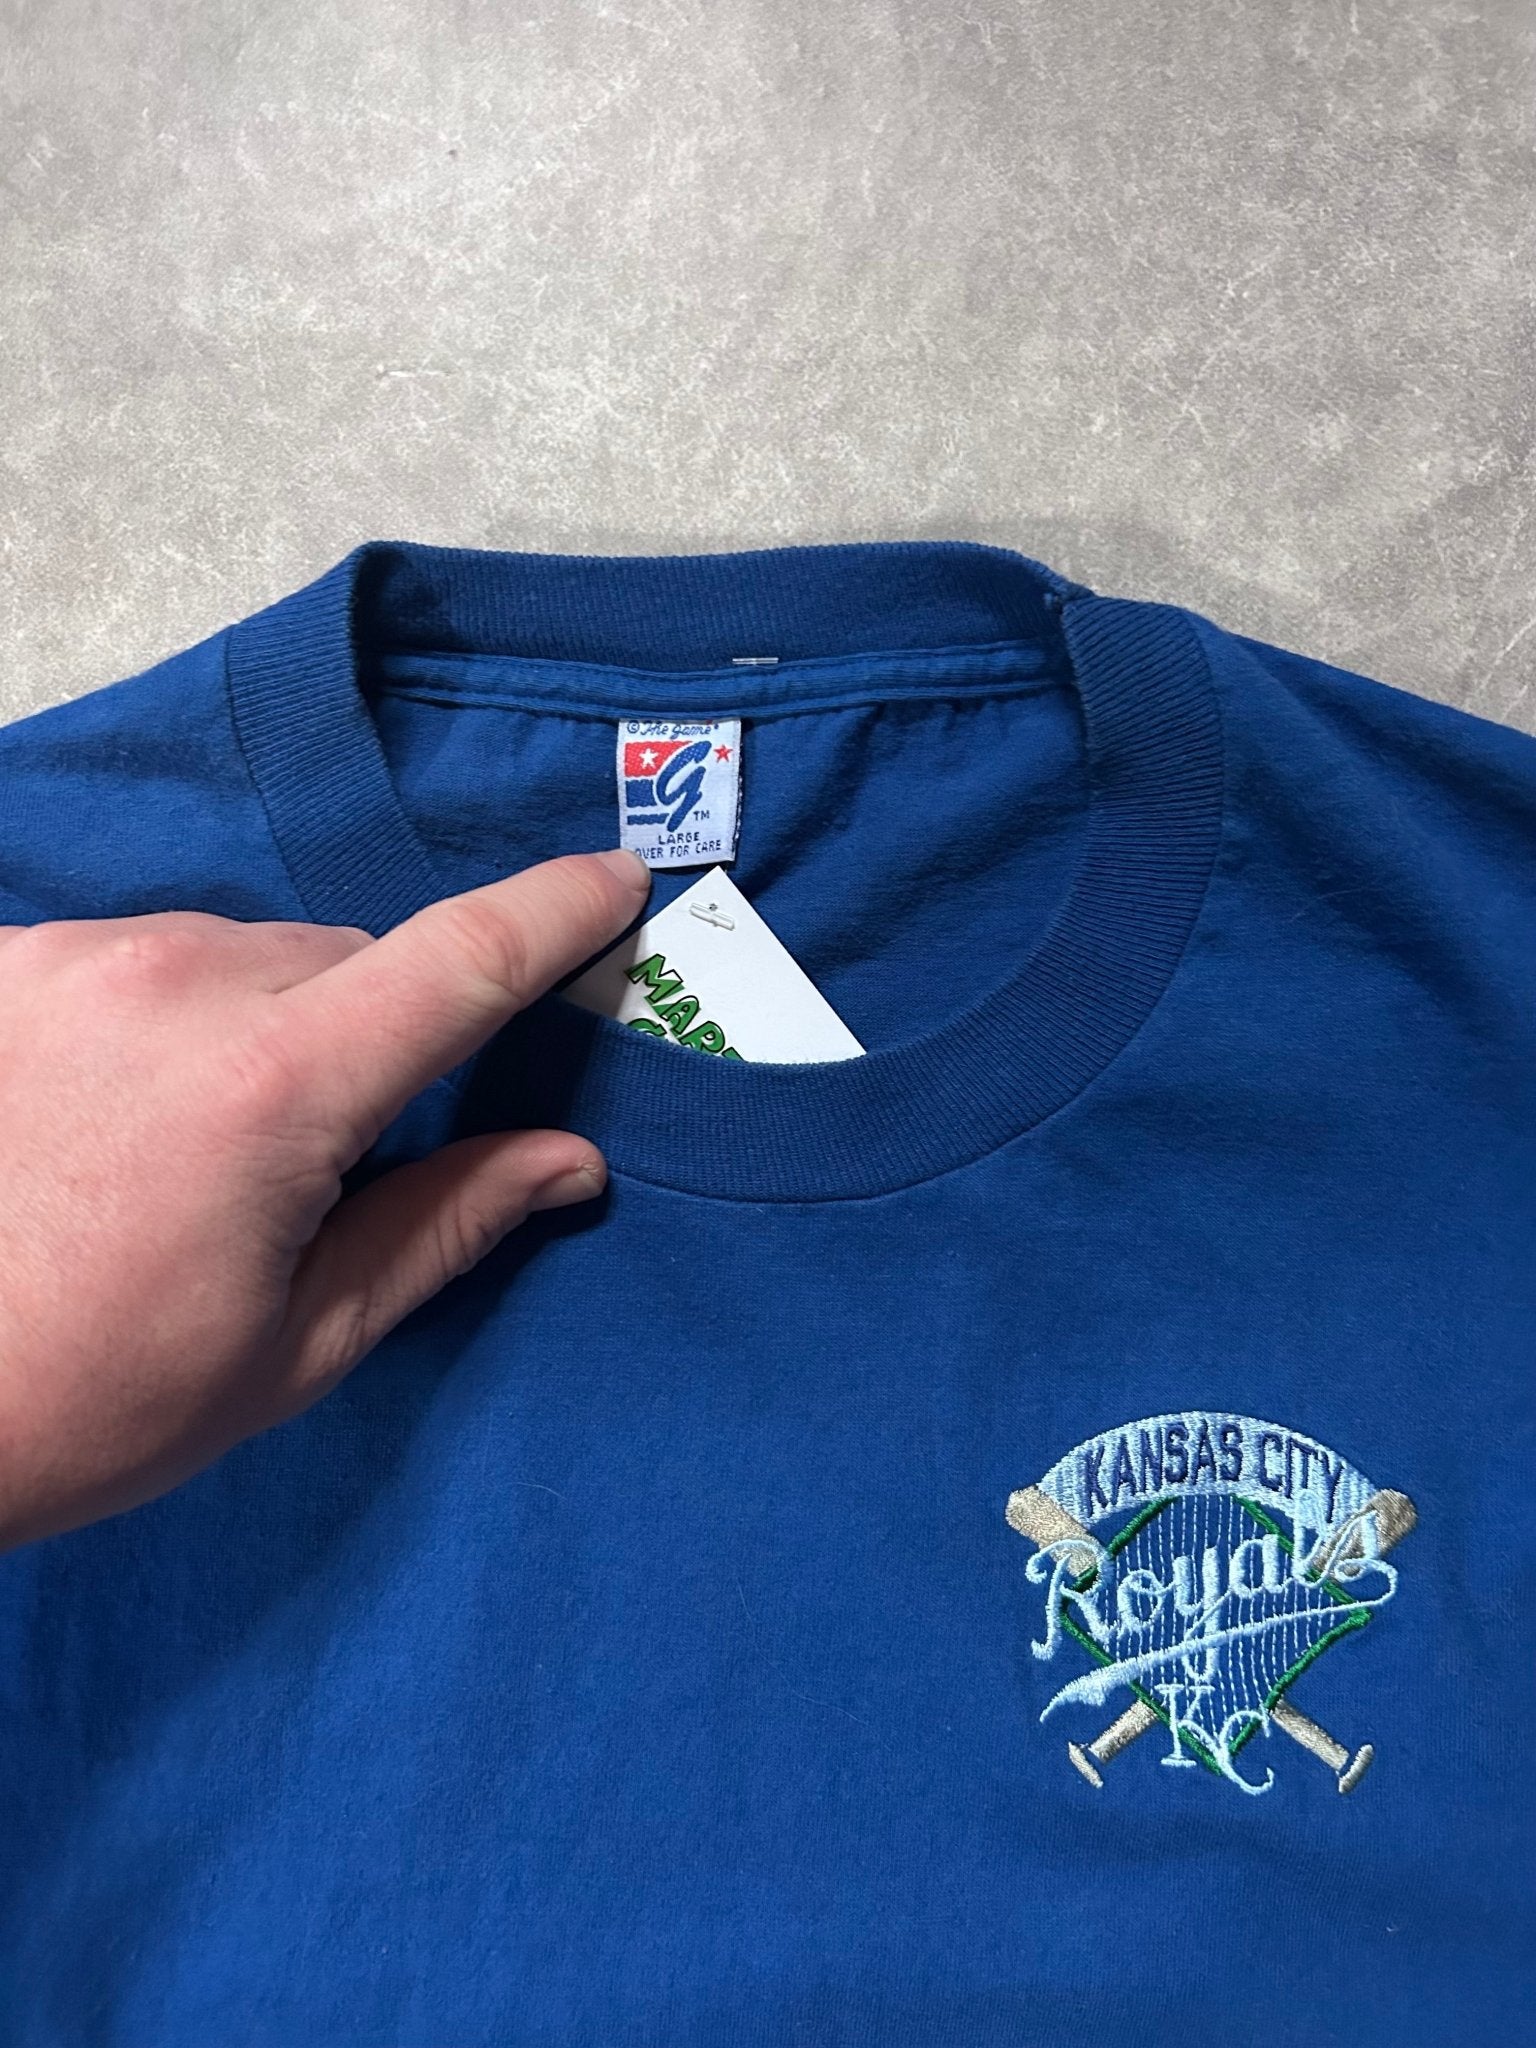 © The Game
G TM
LARGE
OVER FOR CARE
KANSAS CITY
Royals
KC